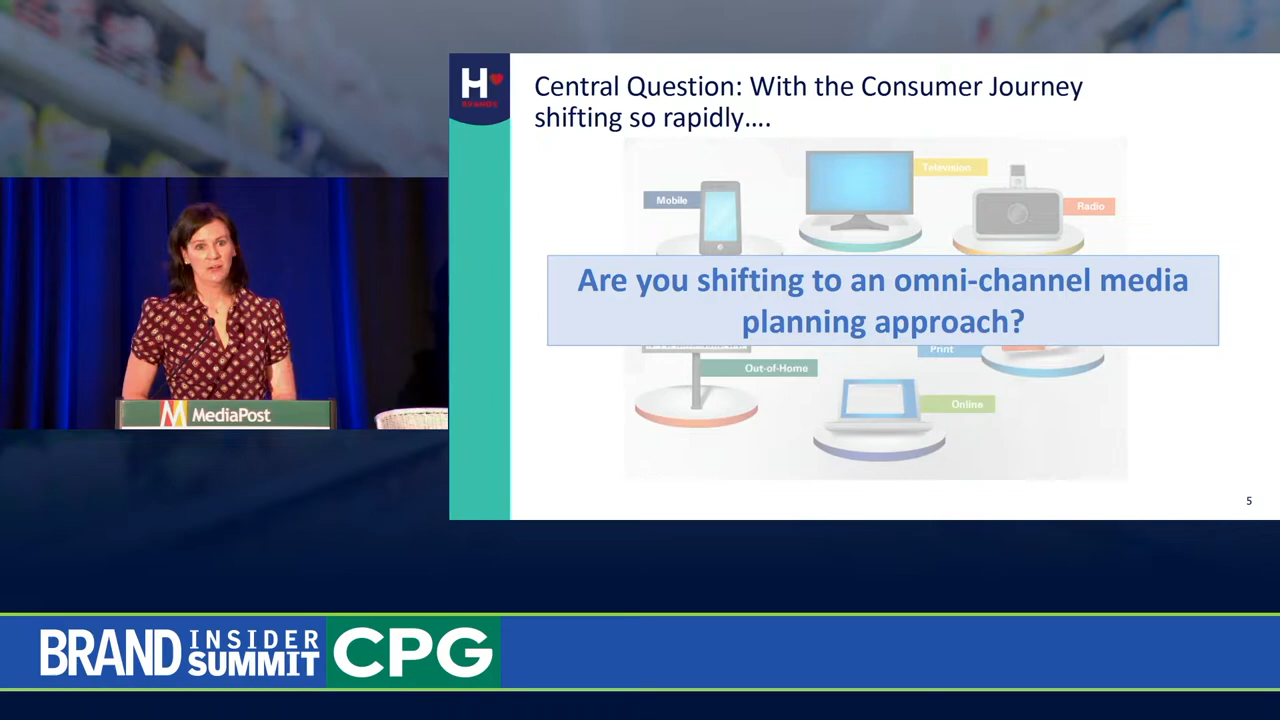 H
BRANDS
Central Question: With the Consumer Journey
shifting so rapidly....
Television
Mobile
Radio
Are you shifting to an omni-channel media
planning approach?
Print
Out-of-Home
Online
5
MediaPost
BRAND INSIDER SUMMIT CPG